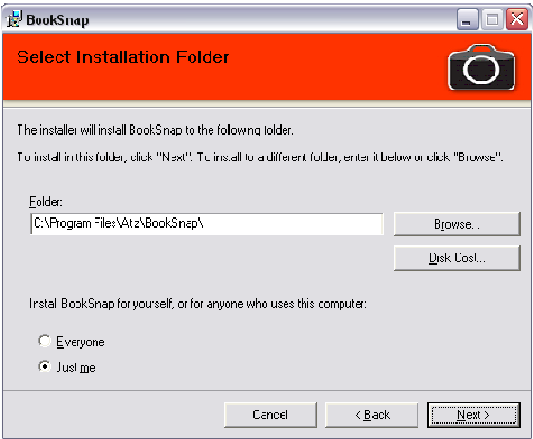 BookSnap
Select Installation Folder
The installer will install BookSnap to the following folder.
To install in this folder, click "Next". To install to a different folder, enter it below or click "Browse".
Folder:
C:\Program Files\Atiz\BookSnap\
Browse...
Disk Cost...
Install BookSnap for yourself, or for anyone who uses this computer:
Everyone
Just me
Cancel
< Back
Next >